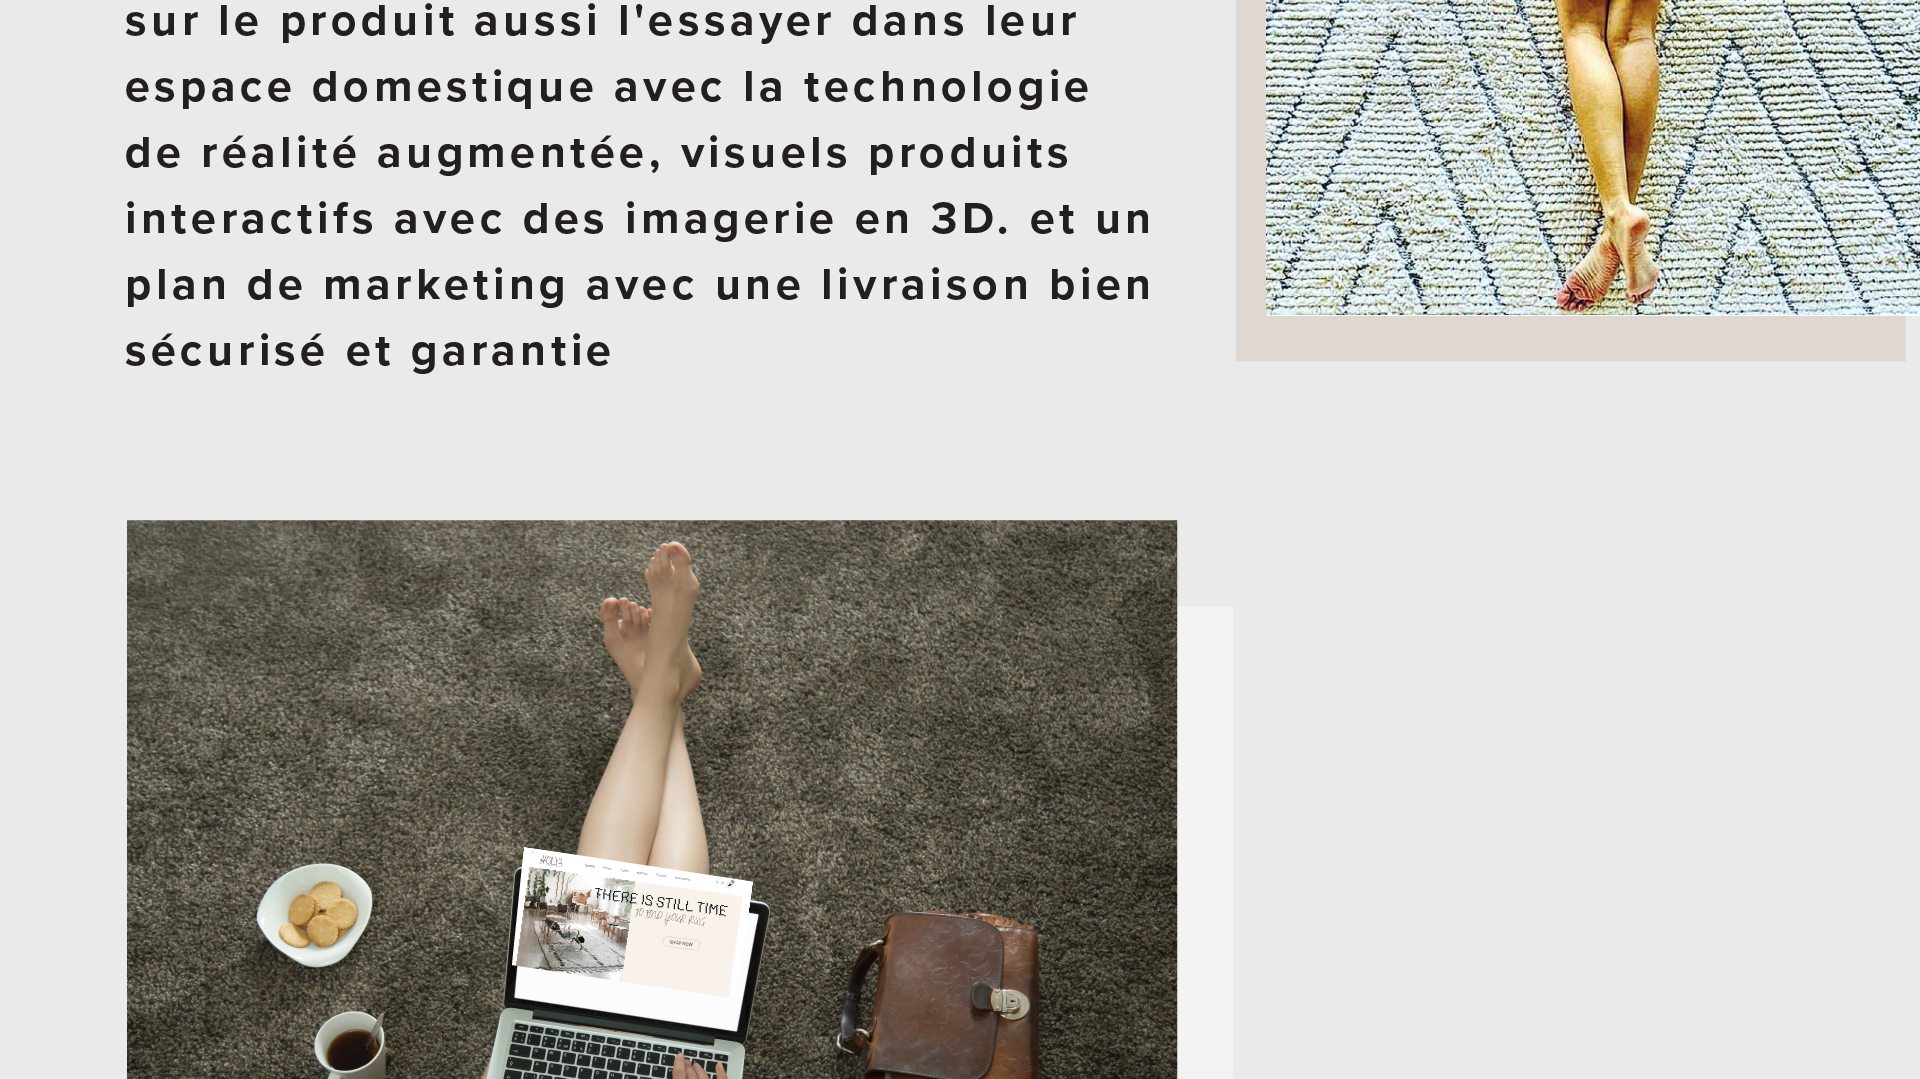 sur le produit aussi l'essayer dans leur
espace domestique avec la technologie
de réalité augmentée, visuels produits
interactifs avec des imagerie en 3D. et un
plan de marketing avec une livraison bien
sécurisé et garantie
THERE IS STILL TIME
TO FIND YOUR RUG
SHOP NOW